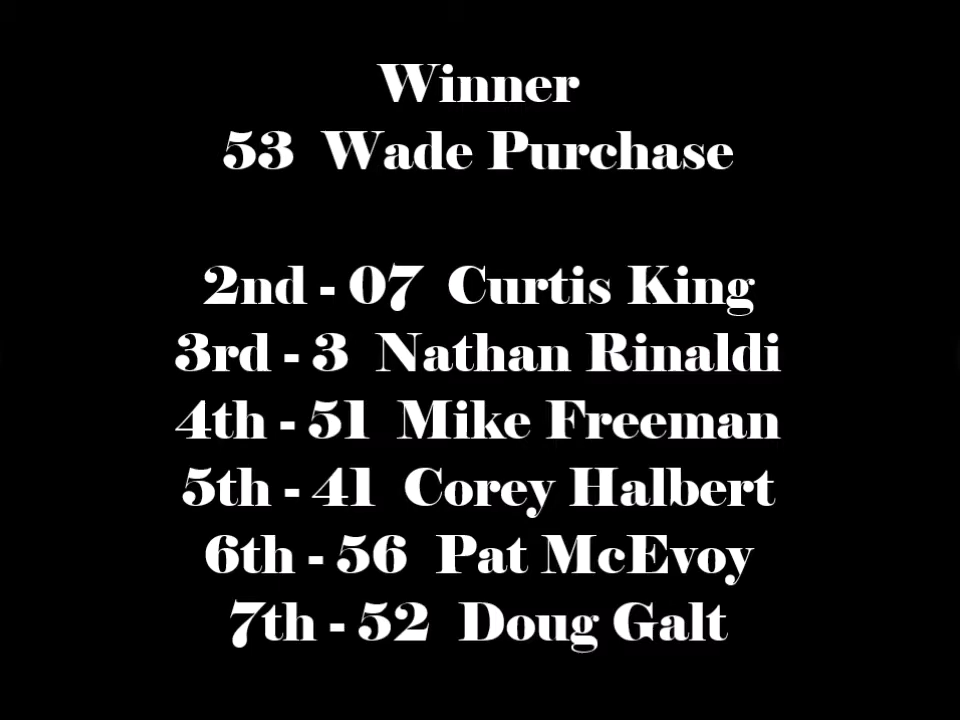 Winner
53 Wade Purchase
2nd - 07 Curtis King
3rd - 3 Nathan Rinaldi
4th - 51 Mike Freeman
5th - 41 Corey Halbert
6th - 56 Pat McEvoy
7th - 52 Doug Galt